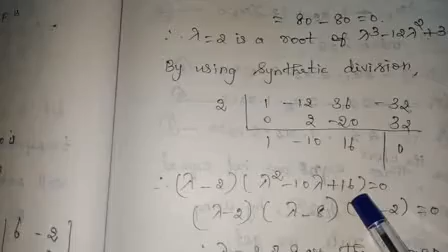 = 80 - 80 = 0.
∴ λ = 2 is a root of λ³ - 12λ² + 3
By using synthetic division,
2 | 1 -12 36 -32
0 2 -20 32
1 -10 16 | 0
∴ (λ - 2) (λ² - 10λ + 16) = 0
(λ - 2) (λ - 8) ( - 2) = 0
6 - 2